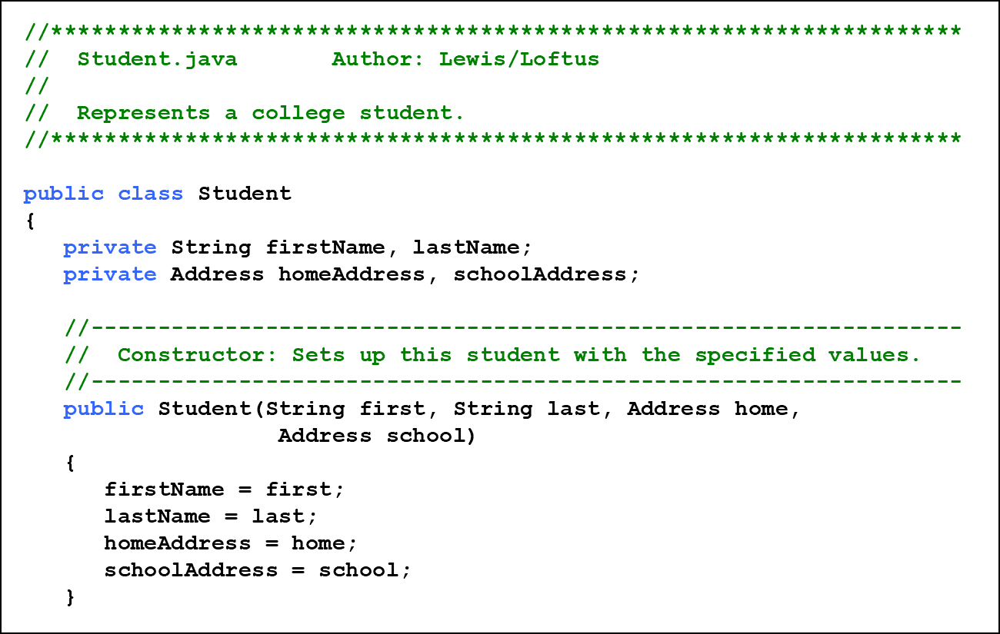 //********************************************************************
//  Student.java       Author: Lewis/Loftus
//
//  Represents a college student.
//********************************************************************
public class Student
{
   private String firstName, lastName;
   private Address homeAddress, schoolAddress;
   //-----------------------------------------------------------------
   //  Constructor: Sets up this student with the specified values.
   //-----------------------------------------------------------------
   public Student(String first, String last, Address home,
                   Address school)
   {
      firstName = first;
      lastName = last;
      homeAddress = home;
      schoolAddress = school;
   }